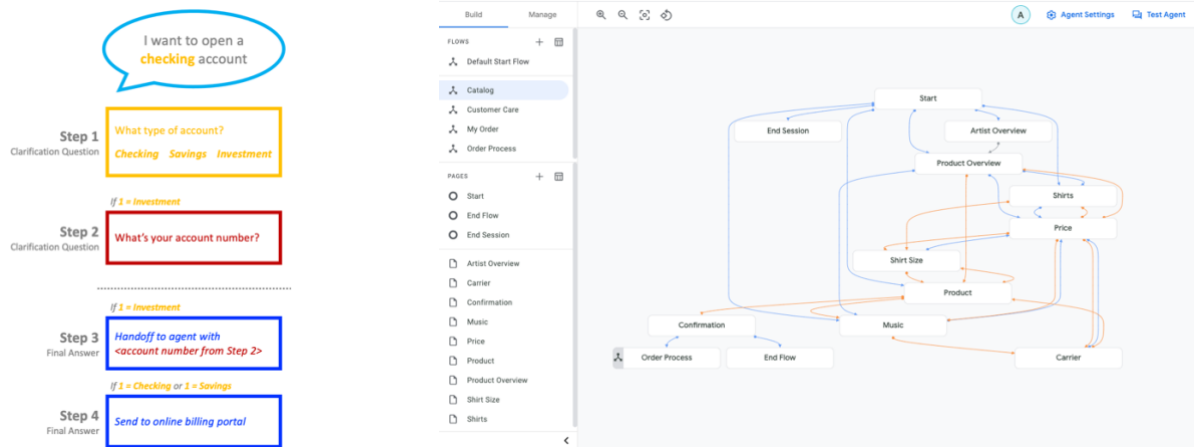 I want to open a
checking account
Step 1
Clarification Question
What type of account?
Checking Savings Investment
If 1 = Investment
Step 2
Clarification Question
What's your account number?
If 1 = Investment
Step 3
Final Answer
Handoff to agent with
<account number from Step 2>
If 1 = Checking or 1 = Savings
Step 4
Final Answer
Send to online billing portal
Build Manage
FLOWS
Default Start Flow
Catalog
Customer Care
My Order
Order Process
PAGES
Start
End Flow
End Session
Artist Overview
Carrier
Confirmation
Music
Price
Product
Product Overview
Shirt Size
Shirts
A Agent Settings Test Agent
Start
End Session Artist Overview
Product Overview
Shirts
Price
Shirt Size
Product
Confirmation Music
Order Process End Flow Carrier